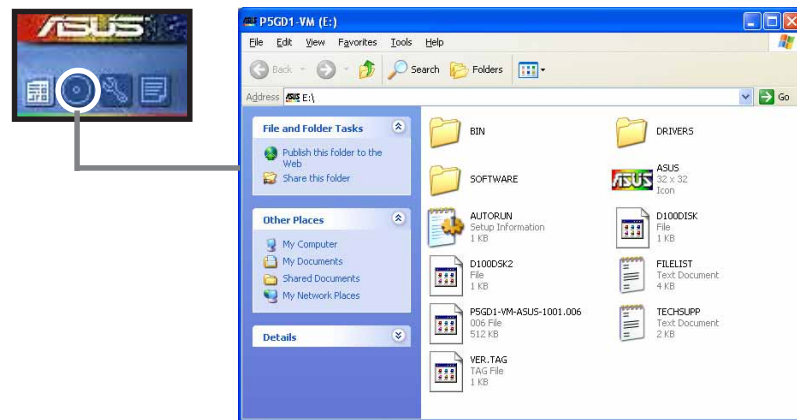 ASUS
P5GD1-VM (E:)
File Edit View Favorites Tools Help
Back Search Folders
Address E:\ Go
File and Folder Tasks
Publish this folder to the
Web
Share this folder
Other Places
My Computer
My Documents
Shared Documents
My Network Places
Details
BIN
DRIVERS
SOFTWARE
ASUS
ASUS
32 x 32
Icon
AUTORUN
Setup Information
1 KB
D100DISK
File
1 KB
D100DSK2
File
1 KB
FILELIST
Text Document
4 KB
P5GD1-VM-ASUS-1001.006
006 File
512 KB
TECHSUPP
Text Document
2 KB
VER.TAG
TAG File
1 KB